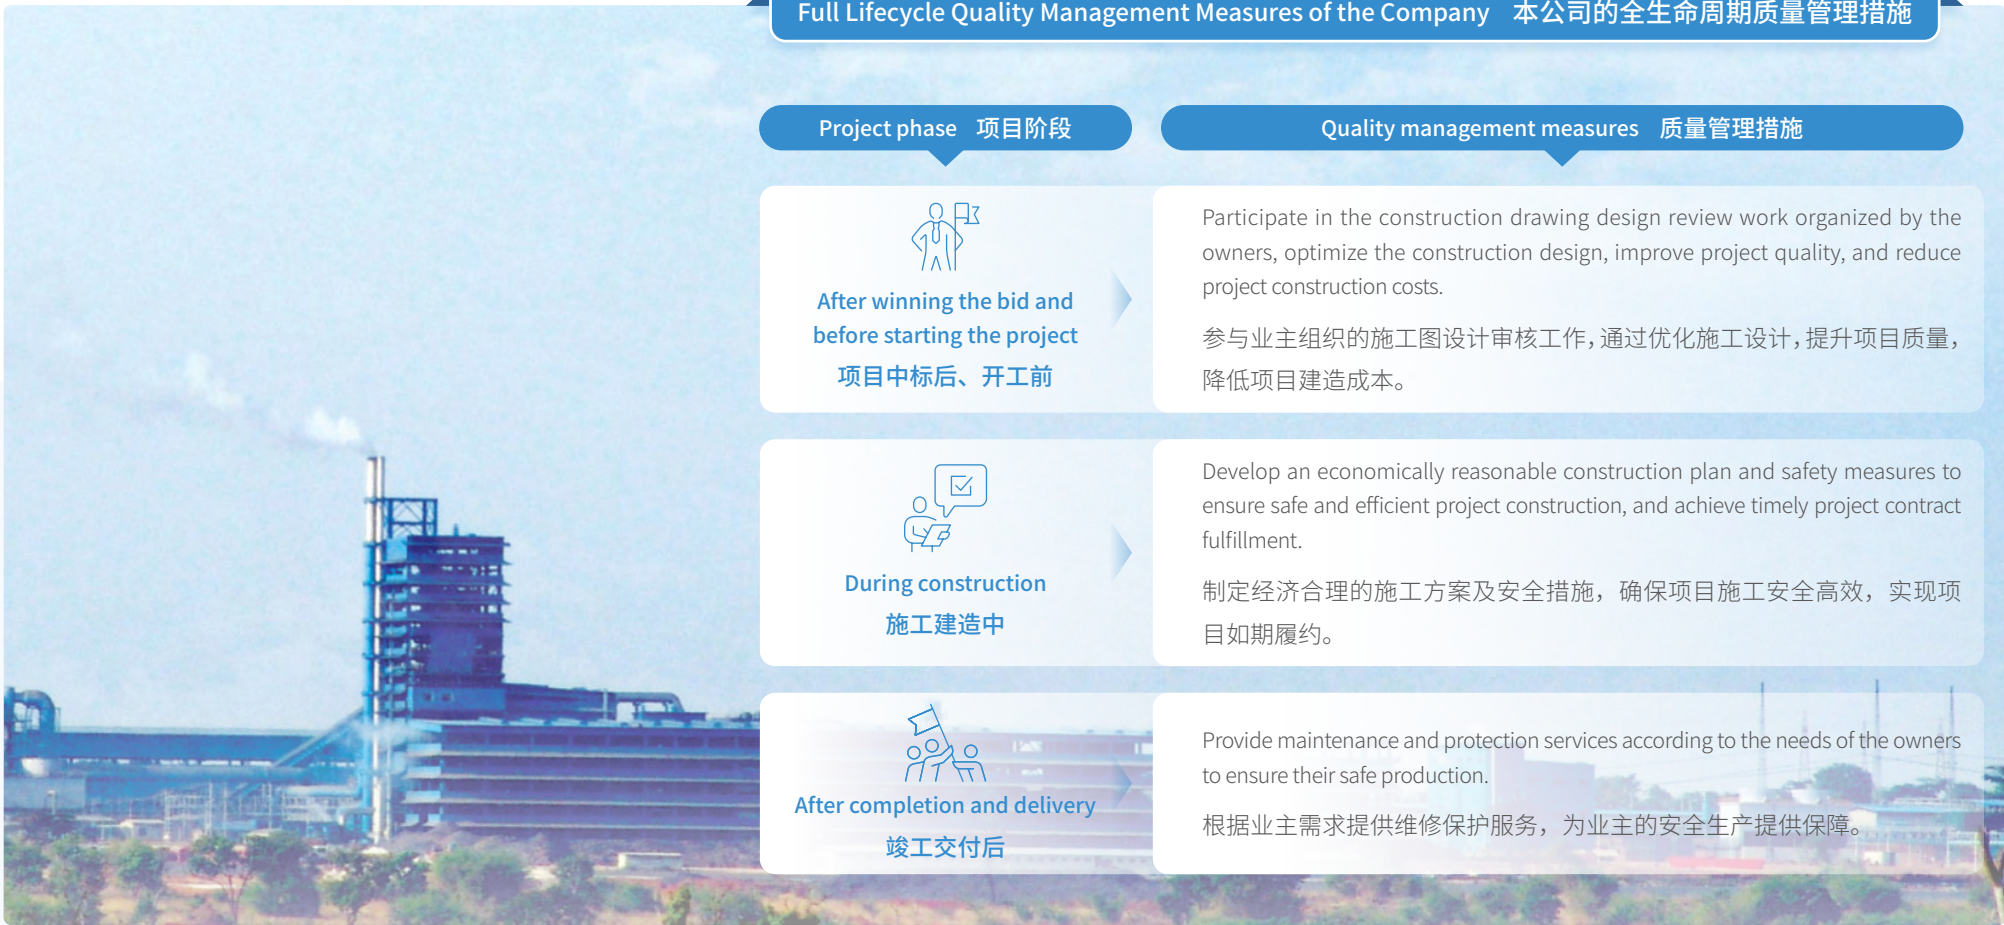 Full Lifecycle Quality Management Measures of the Company 本公司的全生命周期质量管理措施
Project phase 项目阶段
Quality management measures 质量管理措施
After winning the bid and
before starting the project
项目中标后、开工前
Participate in the construction drawing design review work organized by the
owners, optimize the construction design, improve project quality, and reduce
project construction costs.
参与业主组织的施工图设计审核工作，通过优化施工设计，提升项目质量，
降低项目建造成本。
During construction
施工建造中
Develop an economically reasonable construction plan and safety measures to
ensure safe and efficient project construction, and achieve timely project contract
fulfillment.
制定经济合理的施工方案及安全措施，确保项目施工安全高效，实现项
目如期履约。
After completion and delivery
竣工交付后
Provide maintenance and protection services according to the needs of the owners
to ensure their safe production.
根据业主需求提供维修保护服务，为业主的安全生产提供保障。